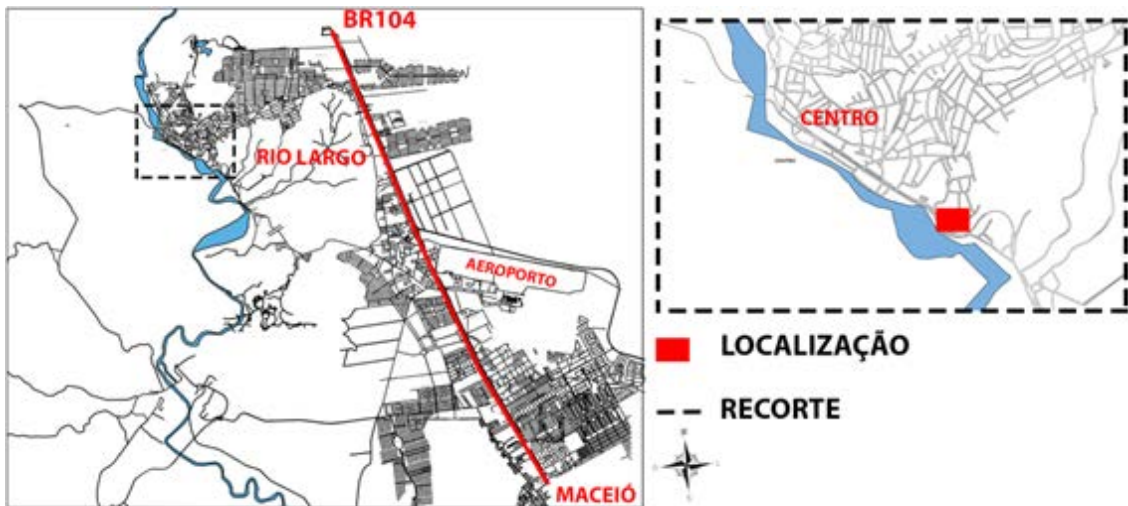 BR104
RIO LARGO
AEROPORTO
MACEIÓ
CENTRO
LOCALIZAÇÃO
RECORTE